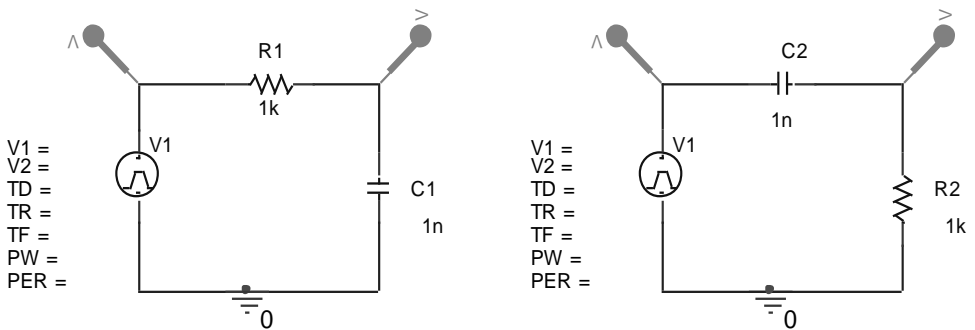 V
V
R1
1k
V1
V1 =
V2 =
TD =
TR =
TF =
PW =
PER =
C1
1n
0
V
V
C2
1n
V1
V1 =
V2 =
TD =
TR =
TF =
PW =
PER =
R2
1k
0